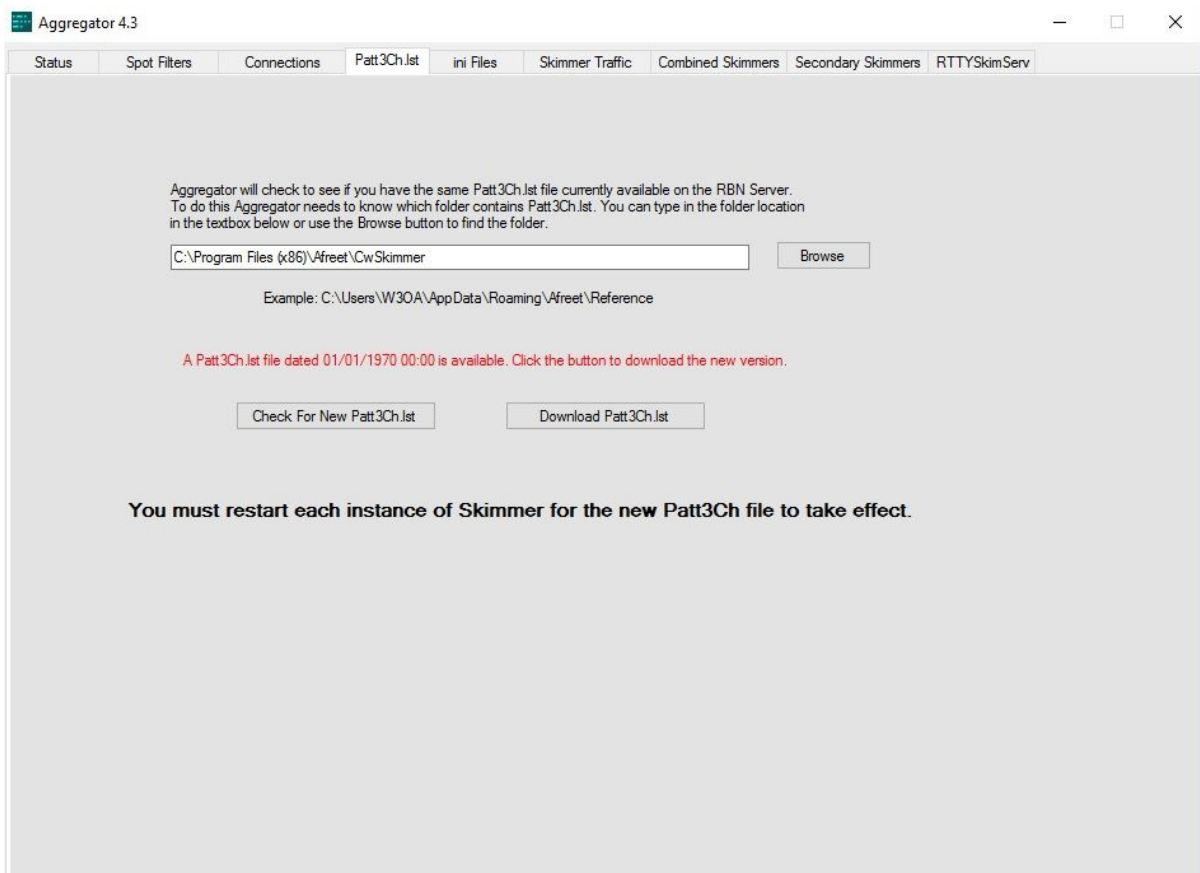 Aggregator 4.3
Status Spot Filters Connections Patt3Ch.lst ini Files Skimmer Traffic Combined Skimmers Secondary Skimmers RTTYSkimServ
Aggregator will check to see if you have the same Patt3Ch.lst file currently available on the RBN Server.
To do this Aggregator needs to know which folder contains Patt3Ch.lst. You can type in the folder location
in the textbox below or use the Browse button to find the folder.
C:\Program Files (x86)\Afreet\CwSkimmer Browse
Example: C:\Users\W3OA\AppData\Roaming\Afreet\Reference
A Patt3Ch.lst file dated 01/01/1970 00:00 is available. Click the button to download the new version.
Check For New Patt3Ch.lst Download Patt3Ch.lst
You must restart each instance of Skimmer for the new Patt3Ch file to take effect.